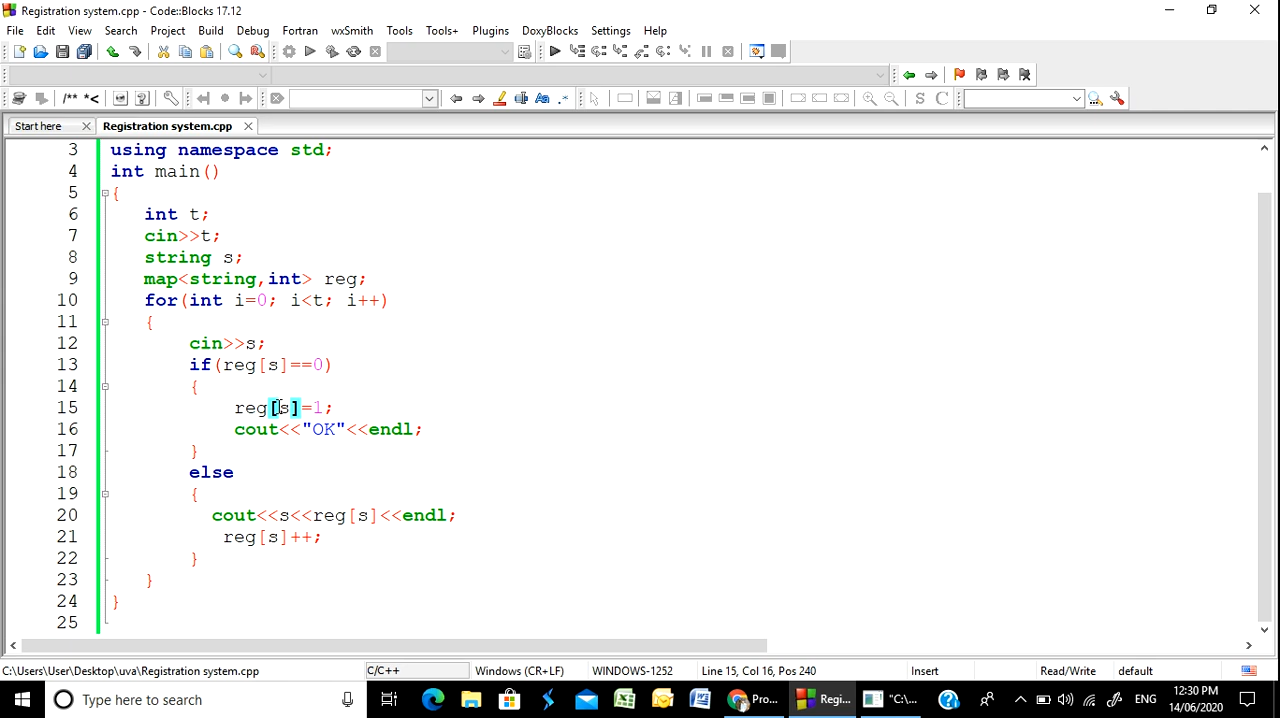 Registration system.cpp - Code::Blocks 17.12
File Edit View Search Project Build Debug Fortran wxSmith Tools Tools+ Plugins DoxyBlocks Settings Help
/** *<
S C
Start here Registration system.cpp
3 using namespace std;
4 int main()
5 {
6 int t;
7 cin>>t;
8 string s;
9 map<string,int> reg;
10 for(int i=0; i<t; i++)
11 {
12 cin>>s;
13 if(reg[s]==0)
14 {
15 reg[s]=1;
16 cout<<"OK"<<endl;
17 }
18 else
19 {
20 cout<<s<<reg[s]<<endl;
21 reg[s]++;
22 }
23 }
24 }
25
C:\Users\User\Desktop\uva\Registration system.cpp C/C++ Windows (CR+LF) WINDOWS-1252 Line 15, Col 16, Pos 240 Insert Read/Write default
Type here to search Pro... Regi... "C:\... ENG 12:30 PM
14/06/2020